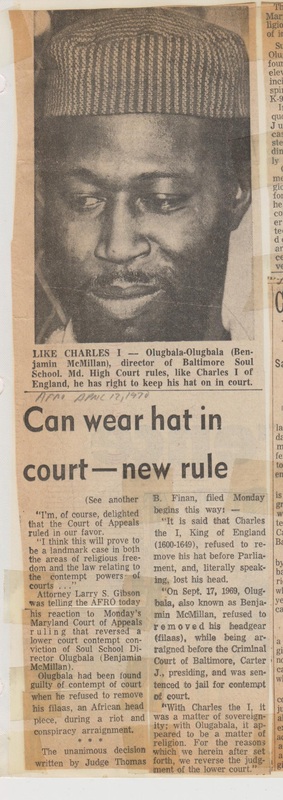 LIKE CHARLES I — Olugbala-Olugbala (Ben-
jamin McMillan), director of Baltimore Soul
School. Md. High Court rules, like Charles I of
England, he has right to keep his hat on in court.
AFRO APRIL 12, 1970
Can wear hat in
court—new rule
(See another
"I'm, of course, delighted
that the Court of Appeals
ruled in our favor.
"I think this will prove to
be a landmark case in both
the areas of religious free-
dom and the law relating to
the contempt powers of
courts . . ."
Attorney Larry S. Gibson
was telling the AFRO today
his reaction to Monday's
Maryland Court of Appeals
ruling that reversed a
lower court contempt con-
viction of Soul School Di-
rector Olugbala (Benjamin
McMillan).
Olugbala had been found
guilty of contempt of court
when he refused to remove
his filaas, an African head
piece, during a riot and
conspiracy arraignment.
* * *
The unanimous decision
written by Judge Thomas
B. Finan, filed Monday
begins this way: —
"It is said that Charles
the I, King of England
(1600-1649), refused to re-
move his hat before Parlia-
ment, and, literally speak-
ing, lost his head.
"On Sept. 17, 1969, Olug-
bala, also known as Benja-
min McMillan, refused to
removed his headgear
(filaas), while being ar-
raigned before the Criminal
Court of Baltimore, Carter
J., presiding, and was sen-
tenced to jail for contempt
of court.
"With Charles the I, it
was a matter of sovereign-
ity; with Olugabala, it ap-
peared to be a matter of
religion. For the reasons
which we herein after set
forth, we reverse the judg-
ment of the lower court."